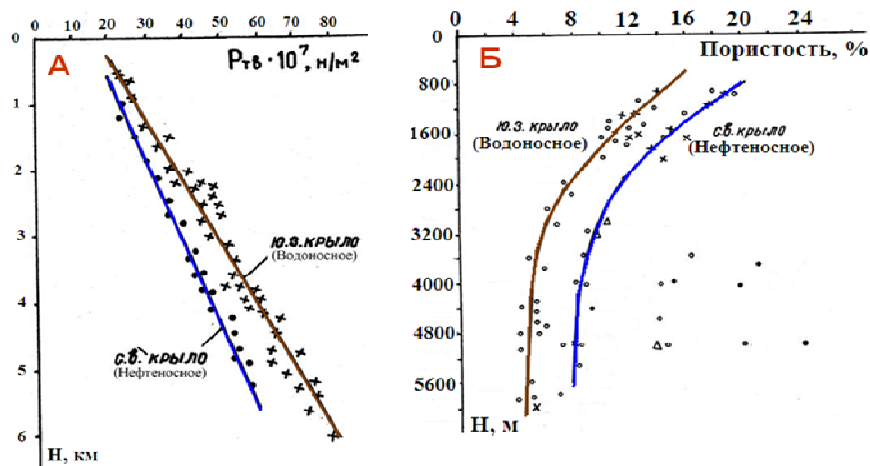 0 10 20 30 40 50 60 70 80
А
Pтв·10⁷, н/м²
0
1
2
3
4
5
6
ю.з. крыло
(Водоносное)
с.в. крыло
(Нефтеносное)
Н, км
0 4 8 12 16 20 24
Б
Пористость, %
800
1600
2400
3200
4000
4800
5600
ю.з. крыло
(Водоносное)
с.в. крыло
(Нефтеносное)
Н, м